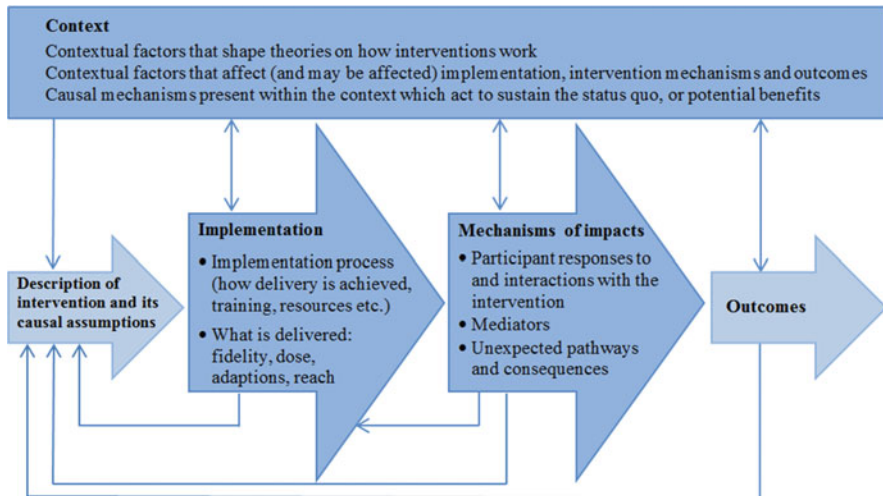 Context
Contextual factors that shape theories on how interventions work
Contextual factors that affect (and may be affected) implementation, intervention mechanisms and outcomes
Causal mechanisms present within the context which act to sustain the status quo, or potential benefits
Description of
intervention and its
causal assumptions
Implementation
• Implementation process
(how delivery is achieved,
training, resources etc.)
• What is delivered:
fidelity, dose,
adaptions, reach
Mechanisms of impacts
• Participant responses to
and interactions with the
intervention
• Mediators
• Unexpected pathways
and consequences
Outcomes